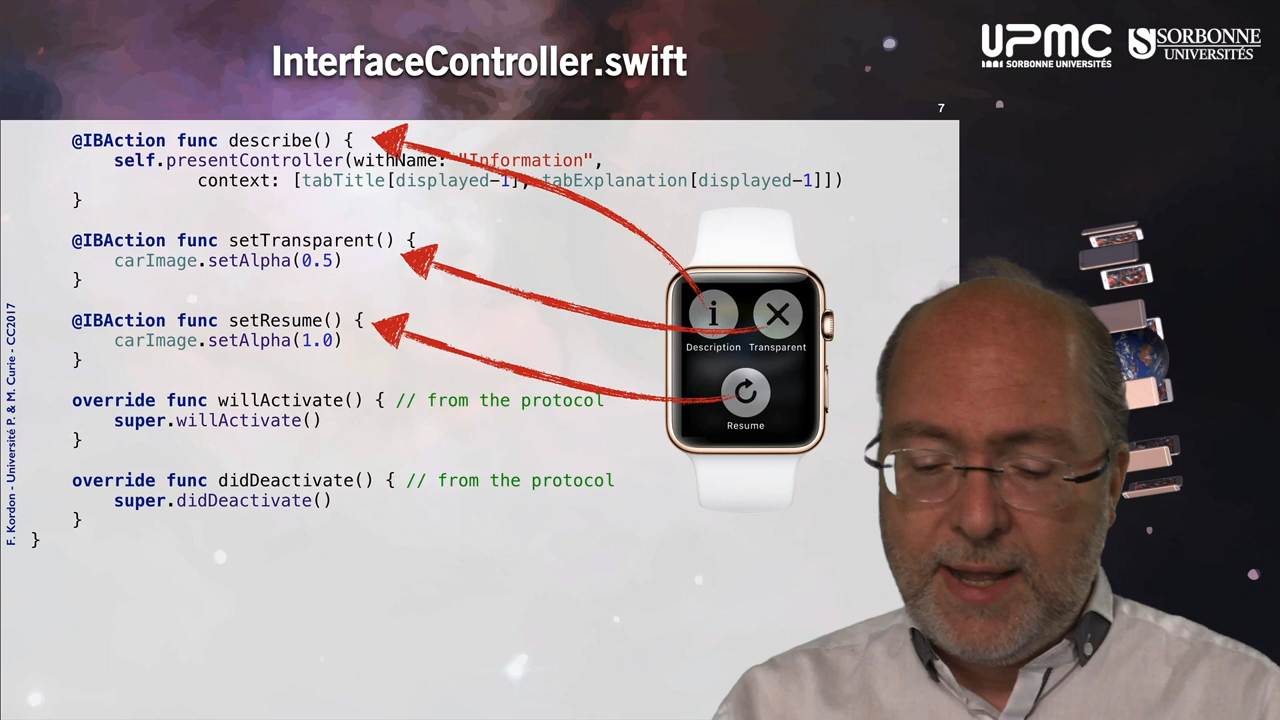 InterfaceController.swift
UPMC
SORBONNE UNIVERSITÉS
SORBONNE
UNIVERSITÉS
7
@IBAction func describe() {
self.presentController(withName: "Information",
context: [tabTitle[displayed-1], tabExplanation[displayed-1]])
}
@IBAction func setTransparent() {
carImage.setAlpha(0.5)
}
@IBAction func setResume() {
carImage.setAlpha(1.0)
}
override func willActivate() { // from the protocol
super.willActivate()
}
override func didDeactivate() { // from the protocol
super.didDeactivate()
}
}
i
Description Transparent
Resume
F. Kordon - Université P. & M. Curie - CC2017